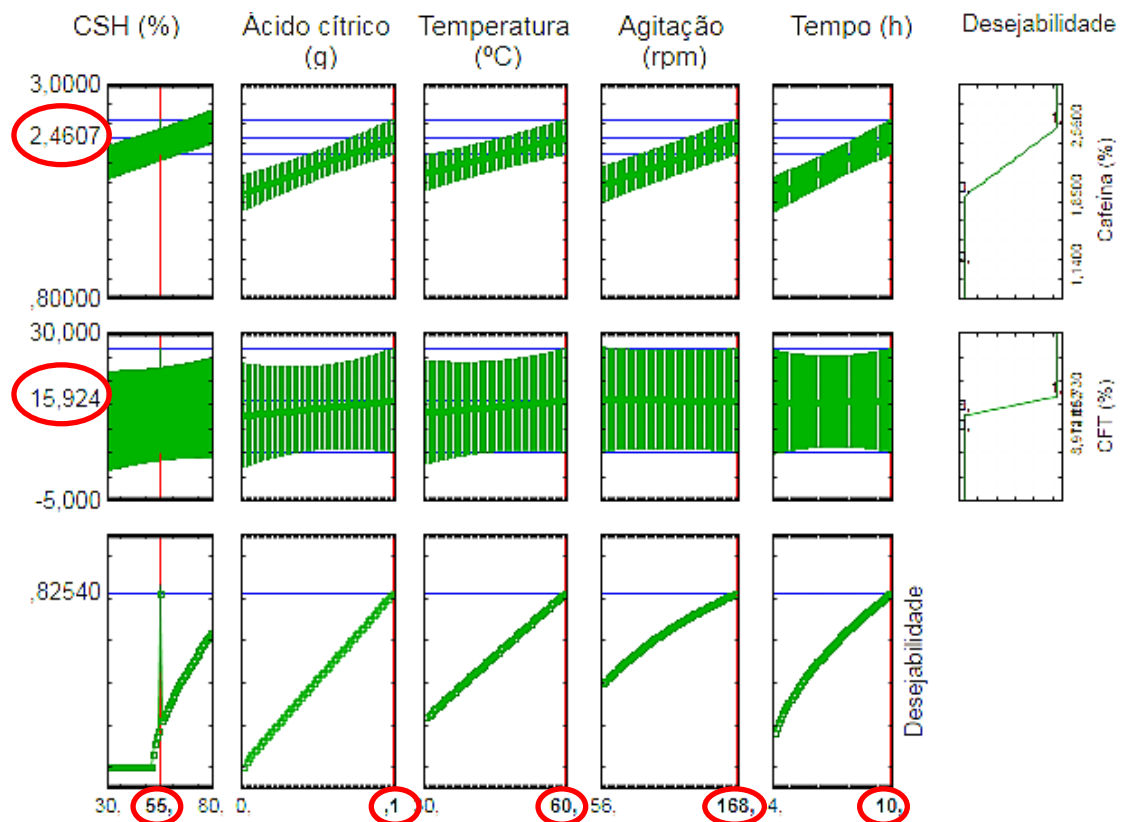 CSH (%) Ácido cítrico (g) Temperatura (ºC) Agitação (rpm) Tempo (h) Desejabilidade
3,0000
2,4607
,80000
2,5600
1,8500
1,1400
Cafeína (%)
30,000
15,924
-5,000
CFT (%)
,82540
Desejabilidade
30, 55, 80, 0, ,1 60, 56, 168, 4, 10,